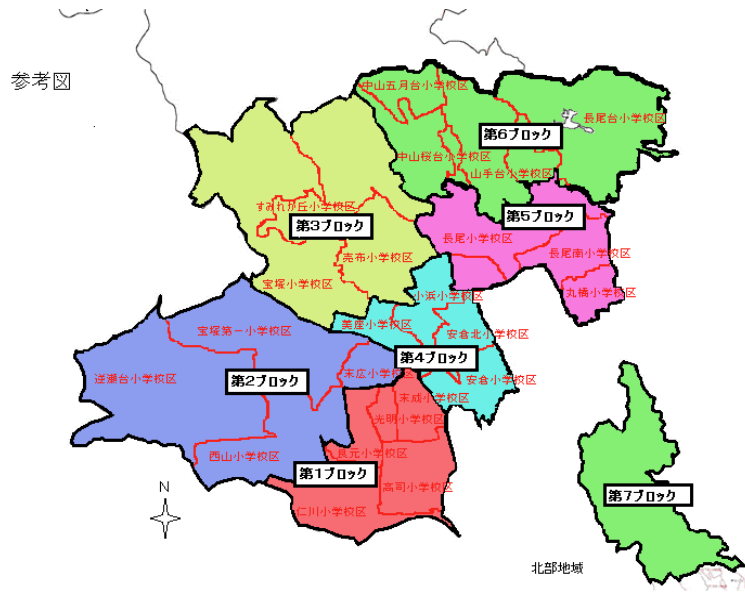 参考図
中山五月台小学校区
長尾台小学校区
第6ブロック
中山桜台小学校区
山手台小学校区
すみれが丘小学校区
第3ブロック
売布小学校区
宝塚小学校区
第5ブロック
長尾小学校区
長尾南小学校区
丸橋小学校区
小浜小学校区
美座小学校区
安倉北小学校区
第4ブロック
安倉小学校区
宝塚第一小学校区
逆瀬台小学校区
第2ブロック
末広小学校区
西山小学校区
末成小学校区
光明小学校区
良元小学校区
第1ブロック
高司小学校区
仁川小学校区
N
第7ブロック
北部地域